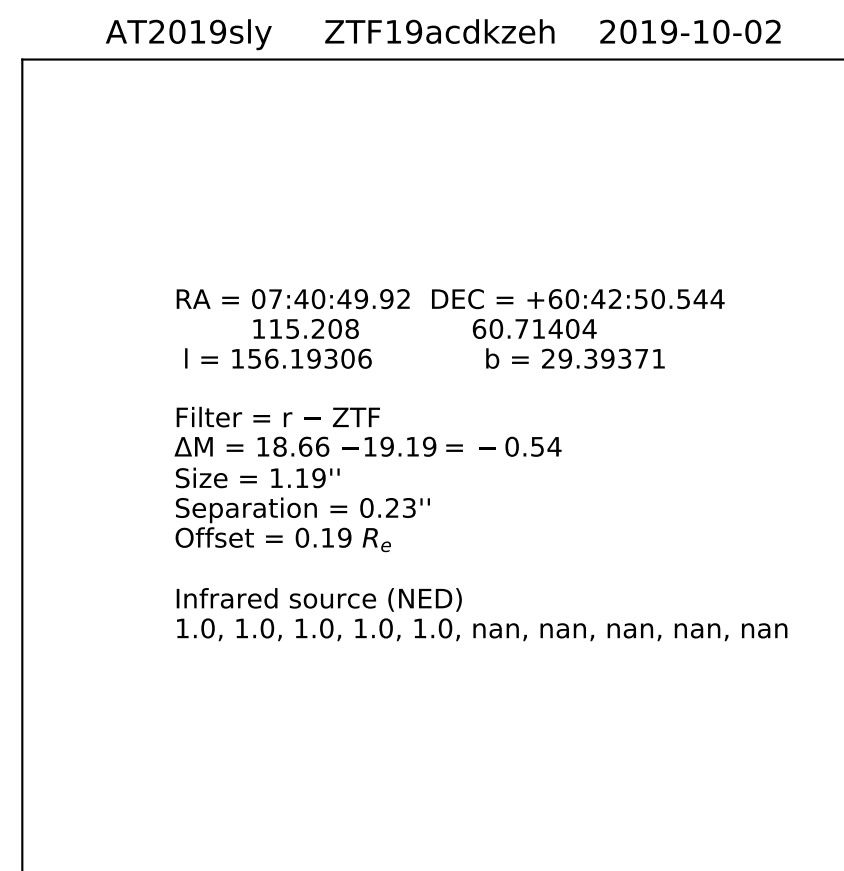 AT2019sly ZTF19acdkzeh 2019-10-02
RA = 07:40:49.92 DEC = +60:42:50.544
115.208 60.71404
l = 156.19306 b = 29.39371
Filter = r − ZTF
ΔM = 18.66 −19.19 = − 0.54
Size = 1.19''
Separation = 0.23''
Offset = 0.19 Re
Infrared source (NED)
1.0, 1.0, 1.0, 1.0, 1.0, nan, nan, nan, nan, nan